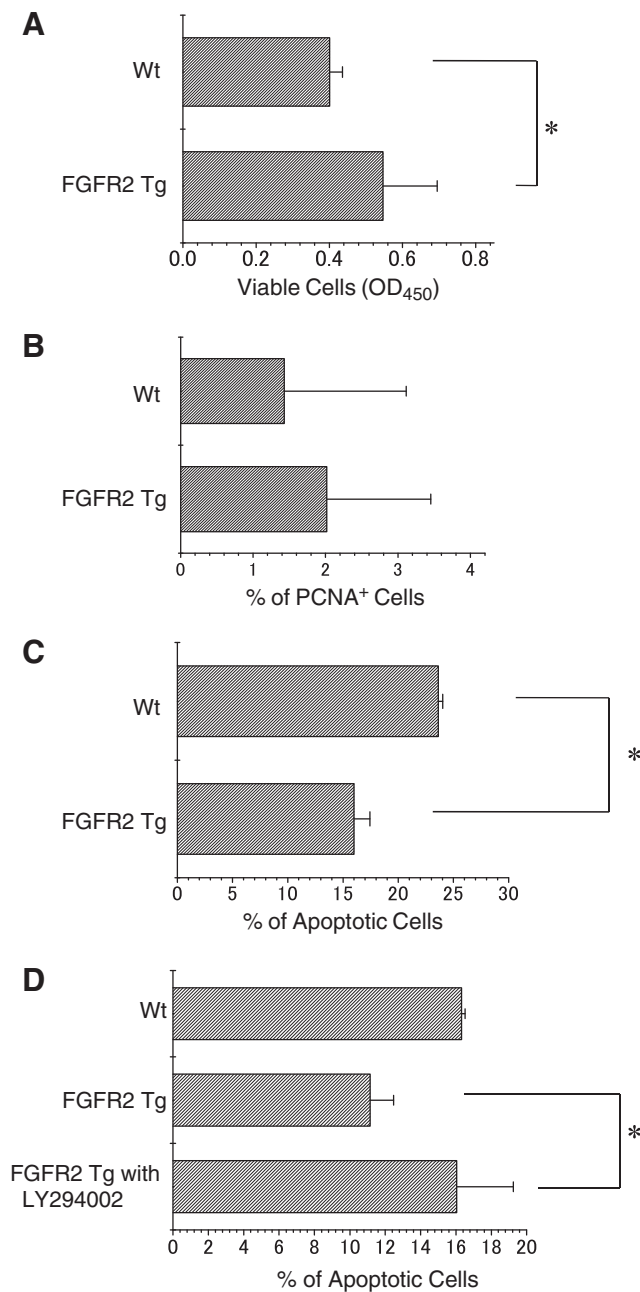 A
Wt
*
FGFR2 Tg
0.0 0.2 0.4 0.6 0.8
Viable Cells (OD450)
B
Wt
FGFR2 Tg
0 1 2 3 4
% of PCNA+ Cells
C
Wt
*
FGFR2 Tg
0 5 10 15 20 25 30
% of Apoptotic Cells
D
Wt
FGFR2 Tg
*
FGFR2 Tg with
LY294002
0 2 4 6 8 10 12 14 16 18 20
% of Apoptotic Cells